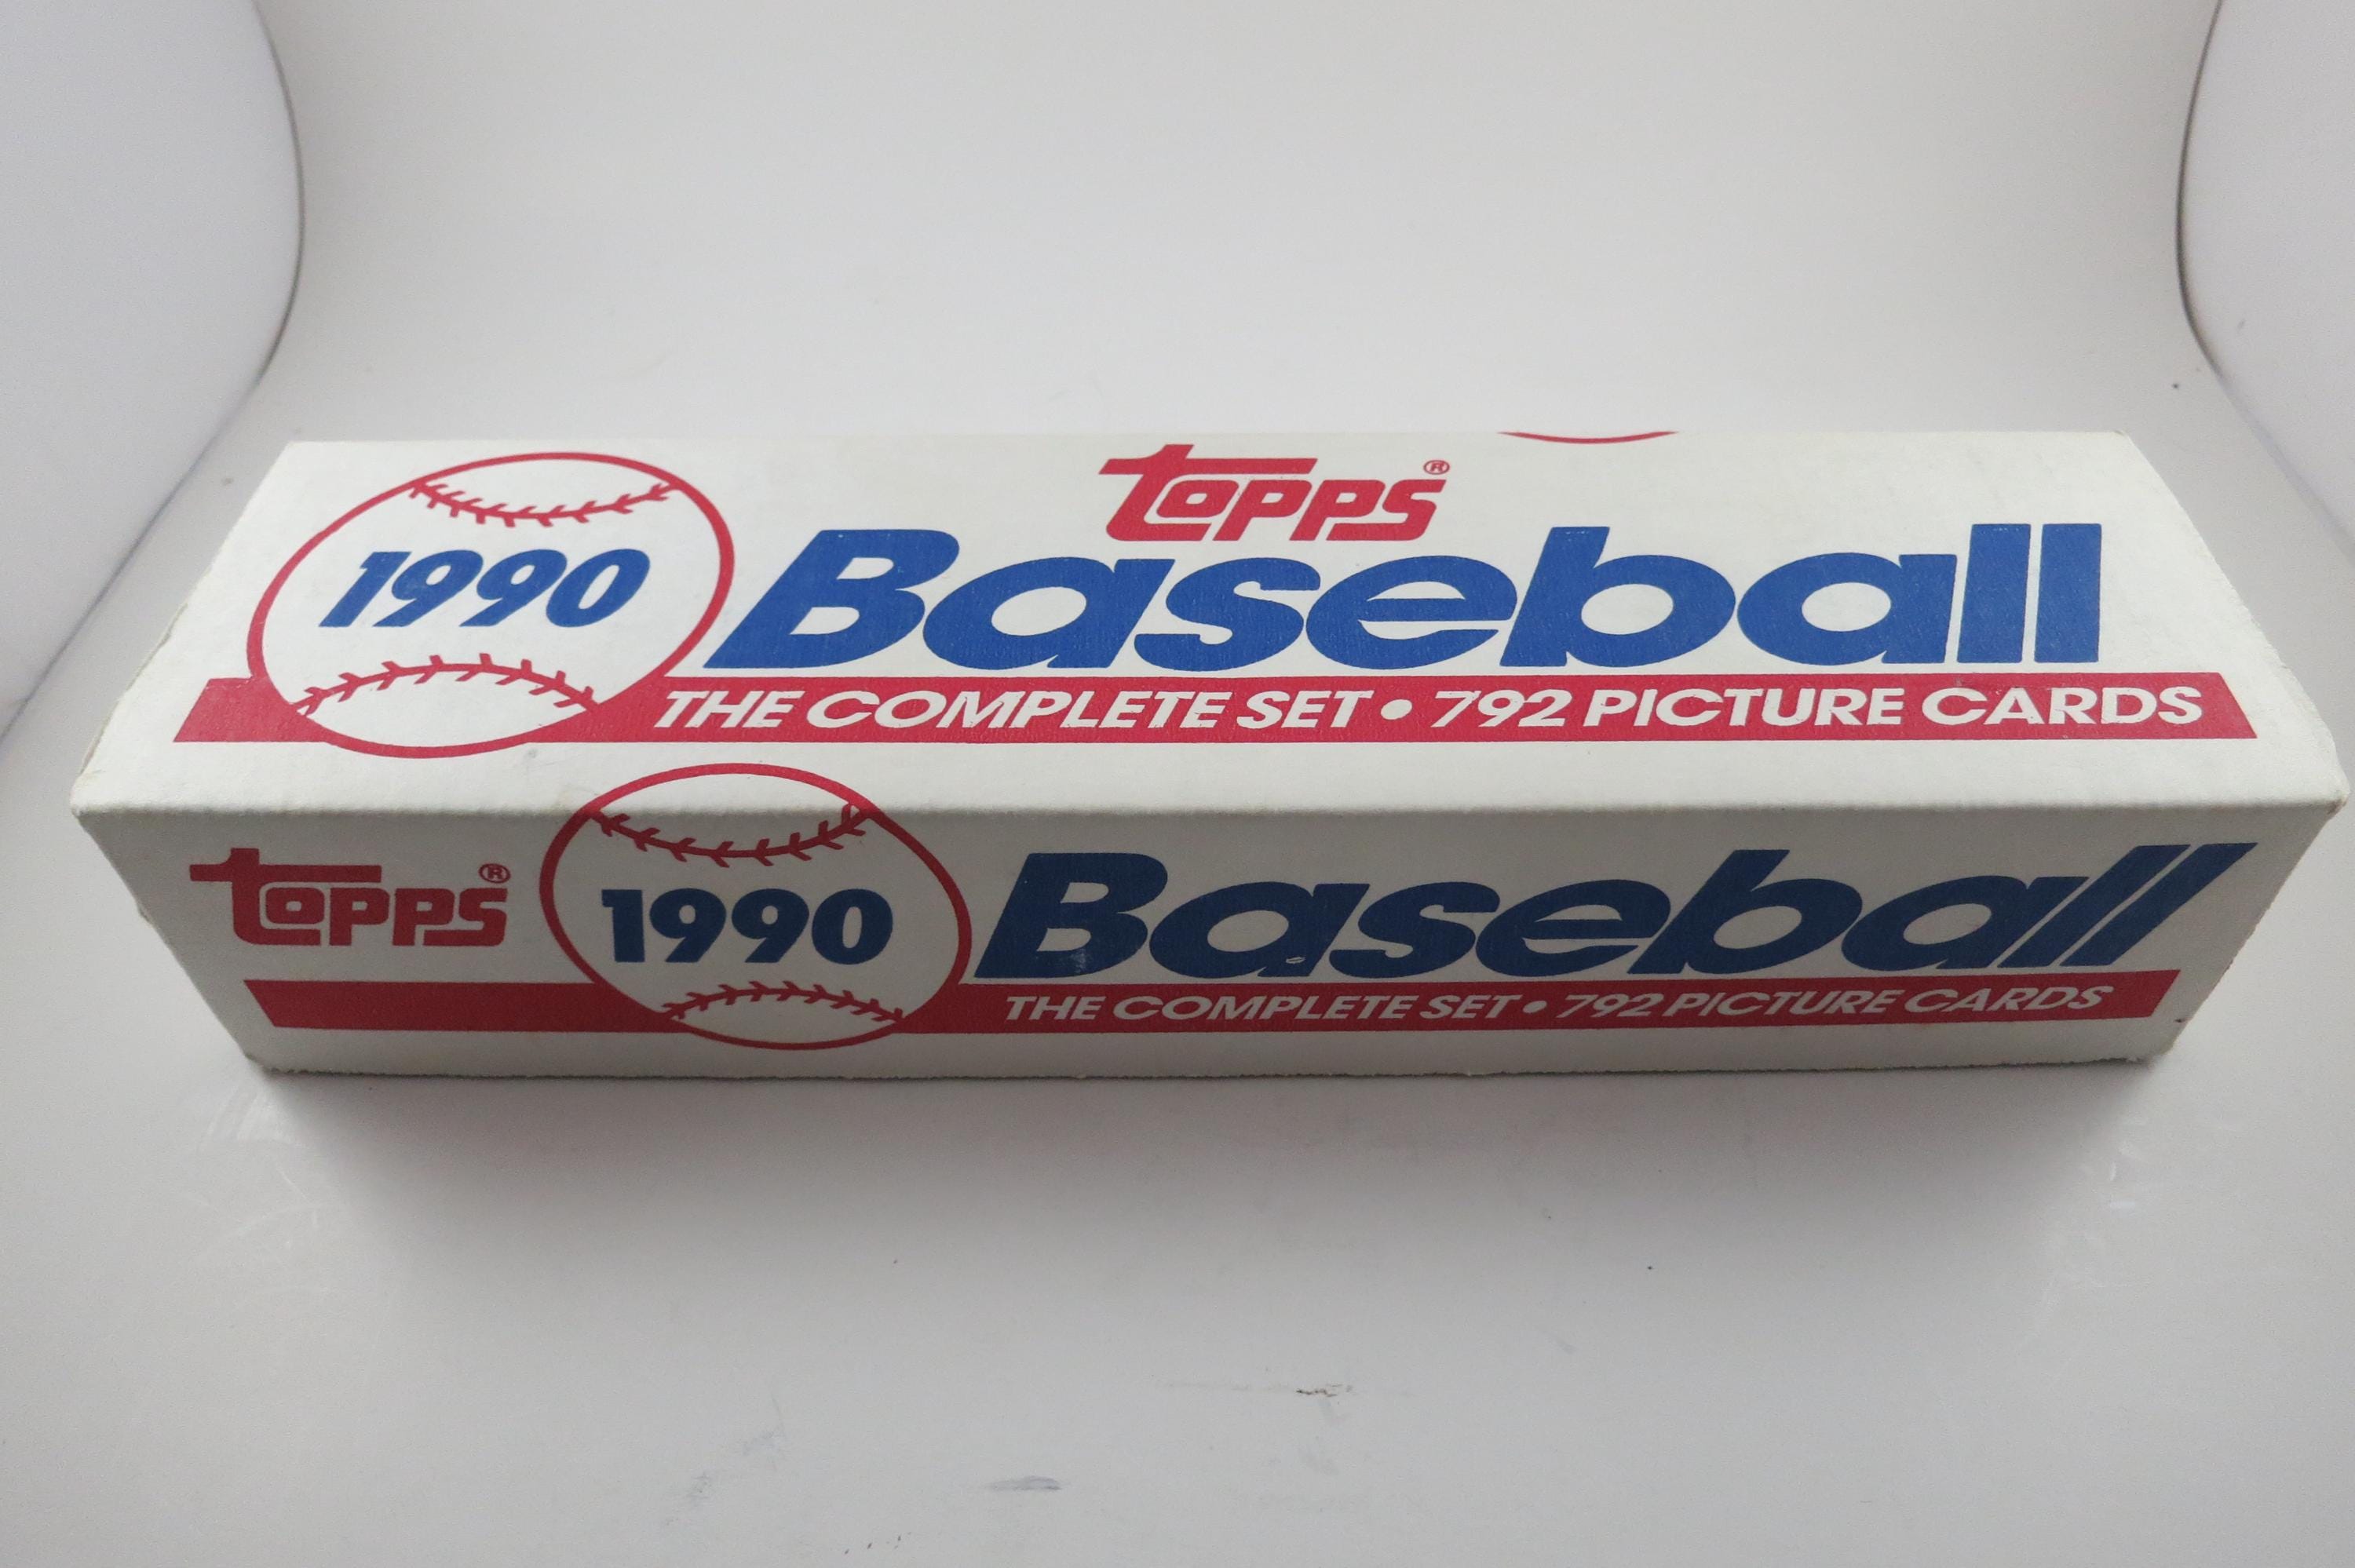 topps®
1990
Baseball
THE COMPLETE SET • 792 PICTURE CARDS
topps®
1990
Baseball
THE COMPLETE SET • 792 PICTURE CARDS